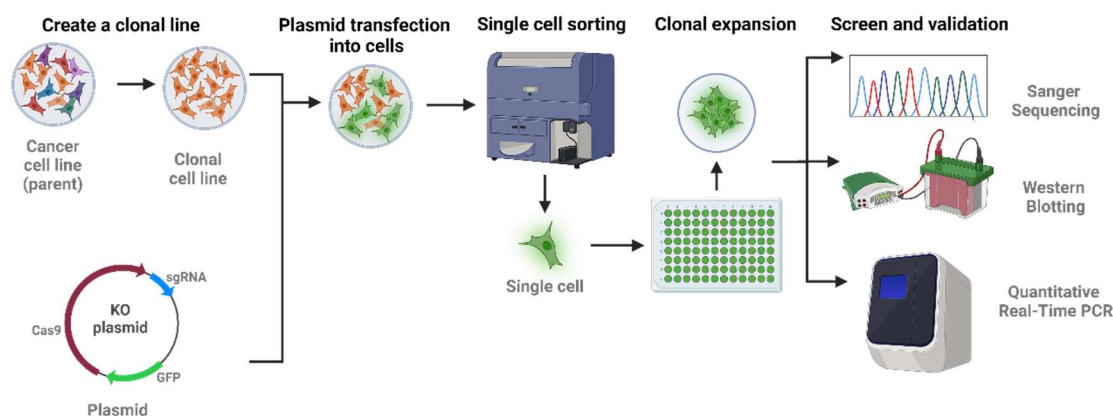 Create a clonal line
Plasmid transfection
into cells
Single cell sorting
Clonal expansion
Screen and validation
Cancer
cell line
(parent)
Clonal
cell line
Sanger
Sequencing
Western
Blotting
Single cell
Quantitative
Real-Time PCR
sgRNA
KO
plasmid
Cas9
GFP
Plasmid